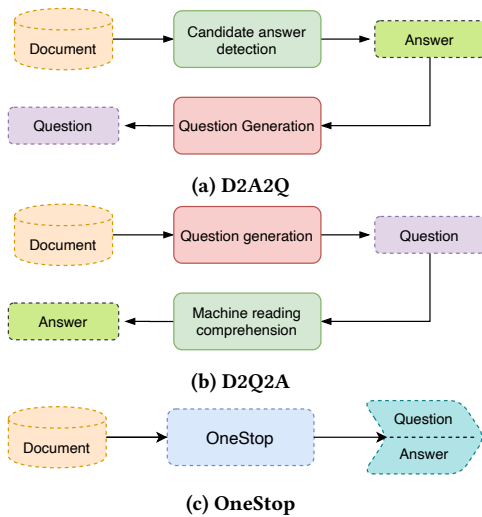 Document
Candidate answer
detection
Answer
Question
Question Generation
(a) D2A2Q
Document
Question generation
Question
Answer
Machine reading
comprehension
(b) D2Q2A
Document
OneStop
Question
Answer
(c) OneStop